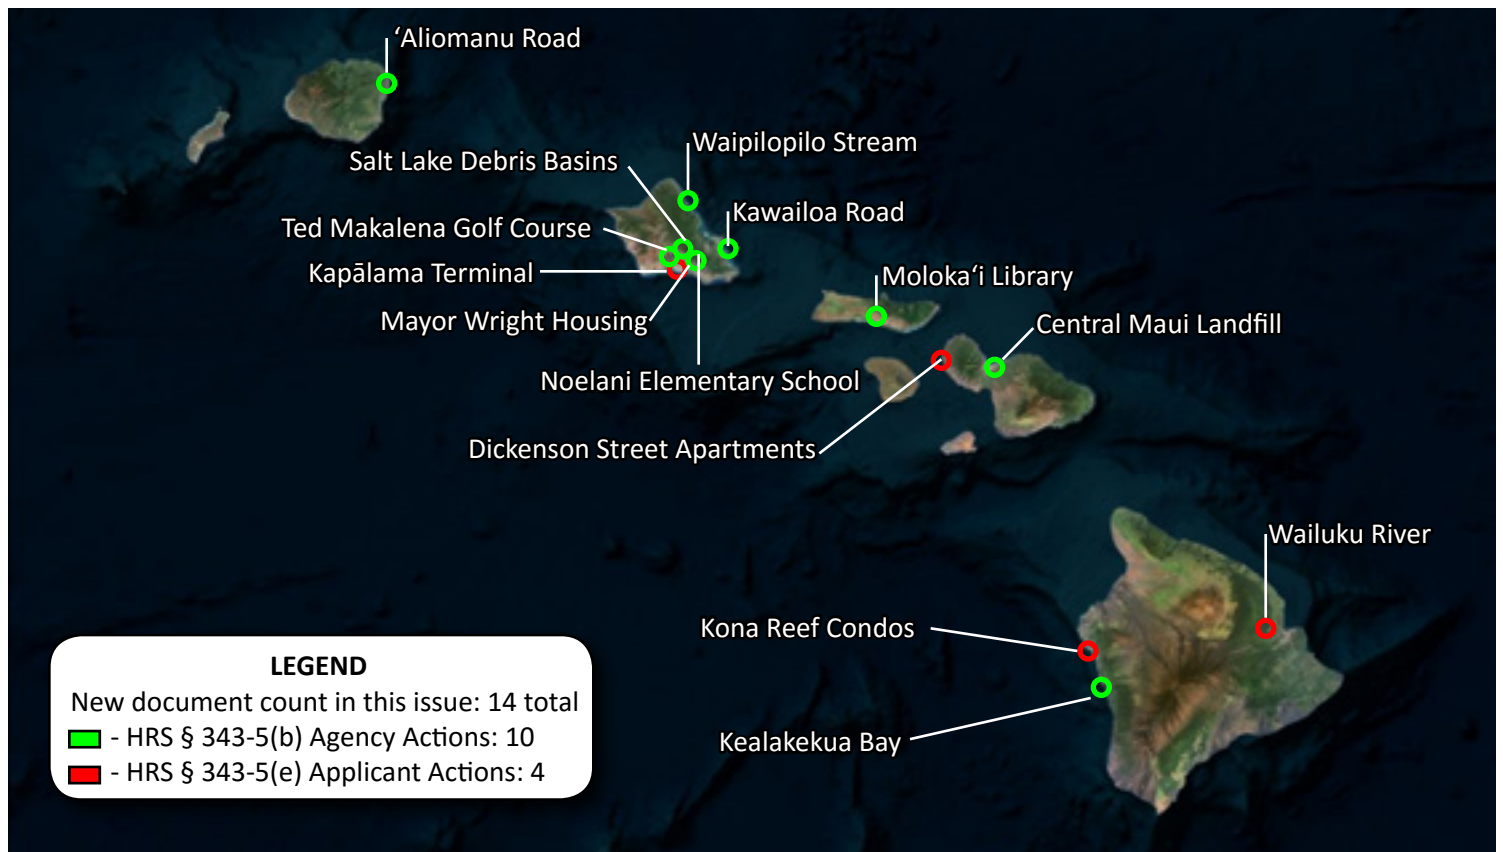 ʻAliomanu Road
Waipilopilo Stream
Salt Lake Debris Basins
Kawailoa Road
Ted Makalena Golf Course
Kapālama Terminal
Molokaʻi Library
Mayor Wright Housing
Central Maui Landfill
Noelani Elementary School
Dickenson Street Apartments
Wailuku River
Kona Reef Condos
Kealakekua Bay
LEGEND
New document count in this issue: 14 total
- HRS § 343-5(b) Agency Actions: 10
- HRS § 343-5(e) Applicant Actions: 4